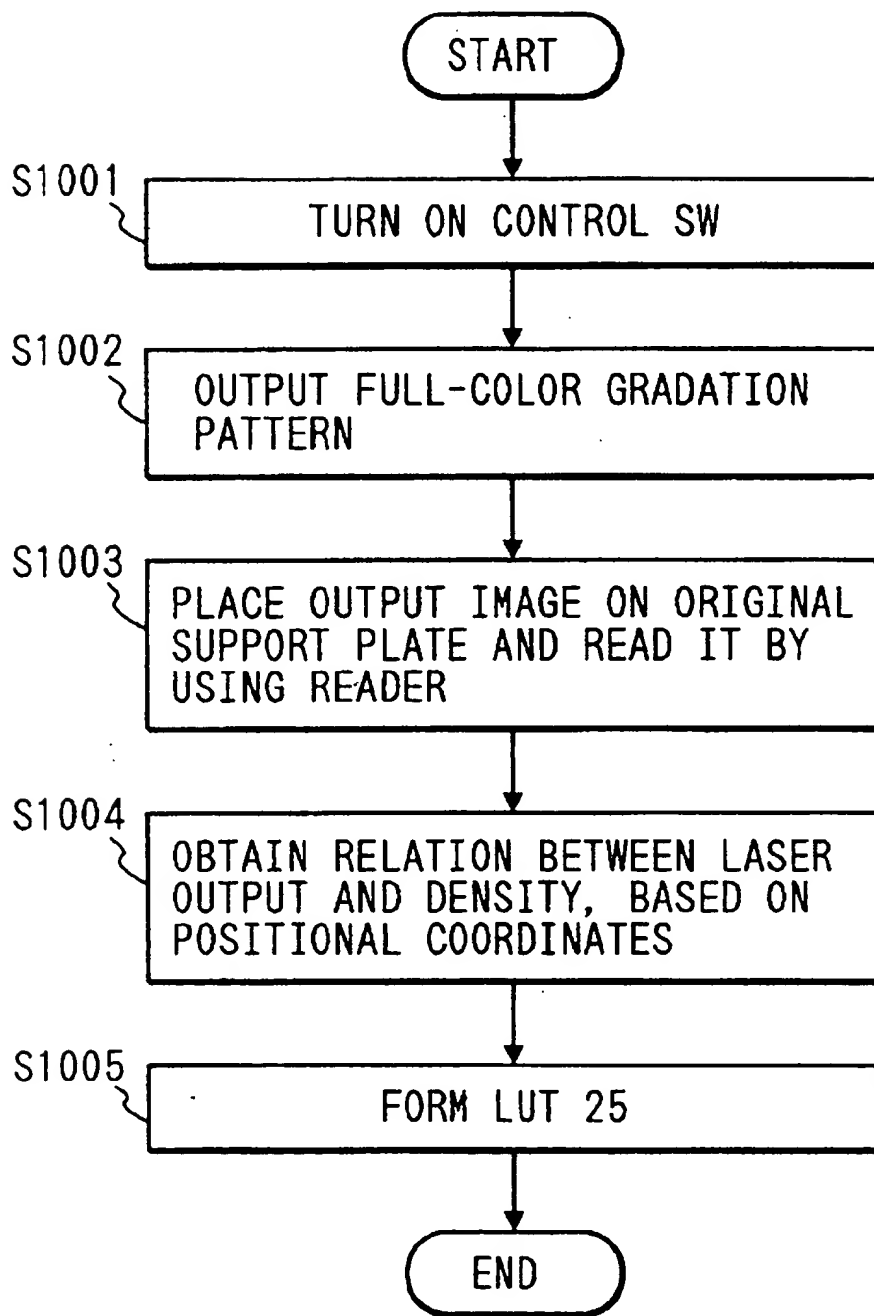 START
S1001
TURN ON CONTROL SW
S1002
OUTPUT FULL-COLOR GRADATION
PATTERN
S1003
PLACE OUTPUT IMAGE ON ORIGINAL
SUPPORT PLATE AND READ IT BY
USING READER
S1004
OBTAIN RELATION BETWEEN LASER
OUTPUT AND DENSITY, BASED ON
POSITIONAL COORDINATES
S1005
FORM LUT 25
END